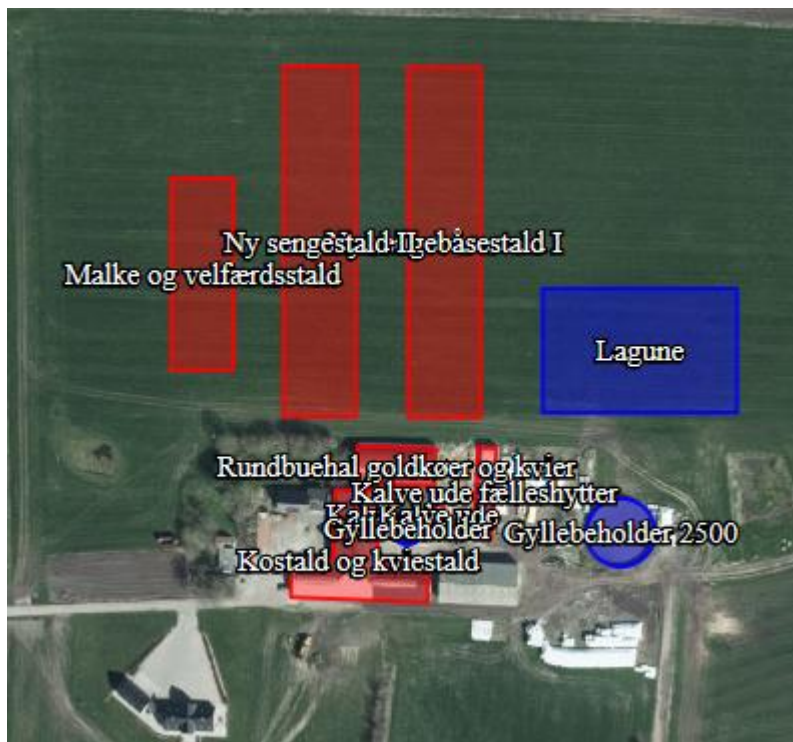 Ny sengestald II
gebåsestald I
Malke og velfærdsstald
Lagune
Rundbuehal goldkøer og kvier
Kalve ude fælleshytter
Kalve ude
Gyllebeholder
Gyllebeholder 2500
Kostald og kviestald